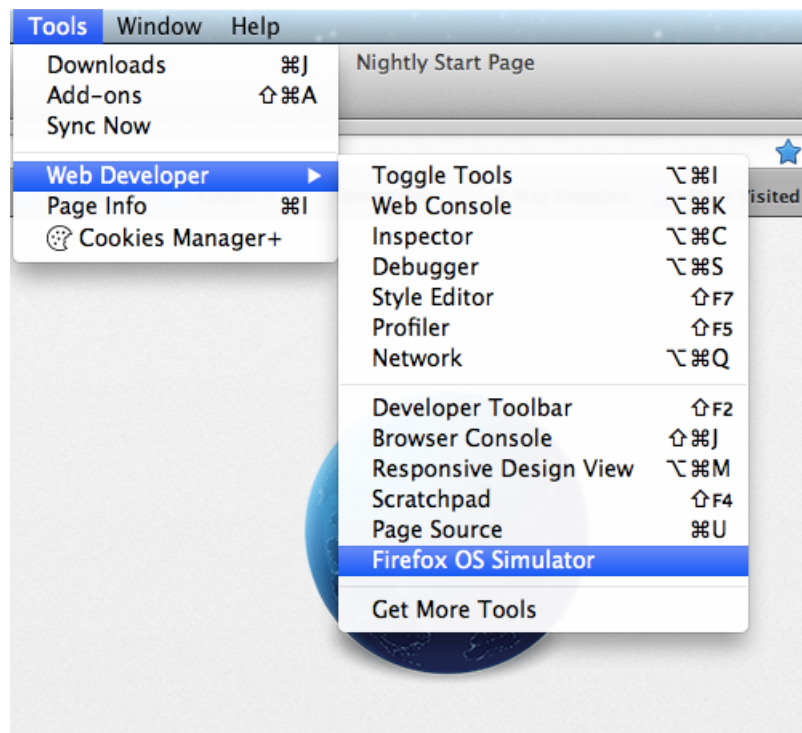 Tools Window Help
Nightly Start Page
Downloads ⌘J
Add-ons ⇧⌘A
Sync Now
Web Developer ▶
Page Info ⌘I
Cookies Manager+
isited
Toggle Tools ⌥⌘I
Web Console ⌥⌘K
Inspector ⌥⌘C
Debugger ⌥⌘S
Style Editor ⇧F7
Profiler ⇧F5
Network ⌥⌘Q
Developer Toolbar ⇧F2
Browser Console ⇧⌘J
Responsive Design View ⌥⌘M
Scratchpad ⇧F4
Page Source ⌘U
Firefox OS Simulator
Get More Tools